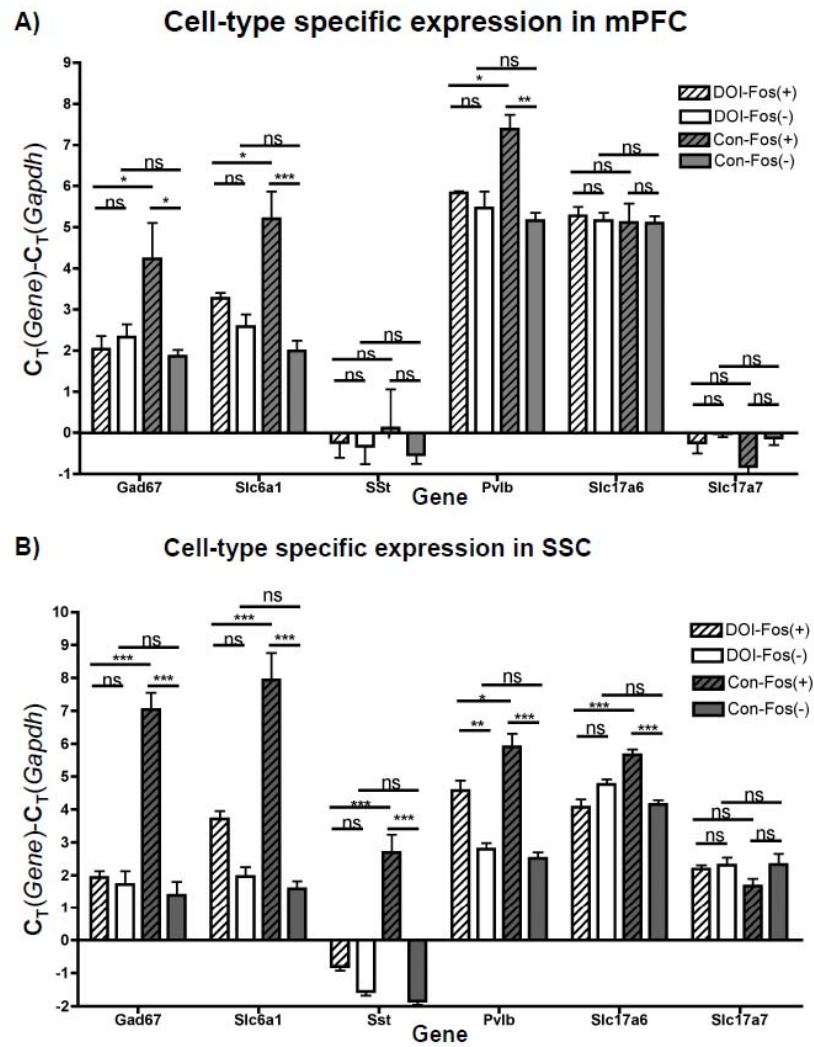 A) Cell-type specific expression in mPFC
9
8
7
6
5
4
3
2
1
0
-1
C_T(Gene)-C_T(Gapdh)
DOI-Fos(+)
DOI-Fos(-)
Con-Fos(+)
Con-Fos(-)
ns
*
ns *
ns
*
ns ***
ns
ns
ns ns
ns
*
ns **
ns
ns
ns ns
ns
ns
ns ns
Gad67 Slc6a1 SSt Pvlb Slc17a6 Slc17a7
Gene
B) Cell-type specific expression in SSC
10
9
8
7
6
5
4
3
2
1
0
-1
-2
C_T(Gene)-C_T(Gapdh)
DOI-Fos(+)
DOI-Fos(-)
Con-Fos(+)
Con-Fos(-)
ns
***
ns ***
ns
***
ns ***
ns
***
ns ***
ns
*
** ***
ns
***
ns ***
ns
ns
ns ns
Gad67 Slc6a1 Sst Pvlb Slc17a6 Slc17a7
Gene